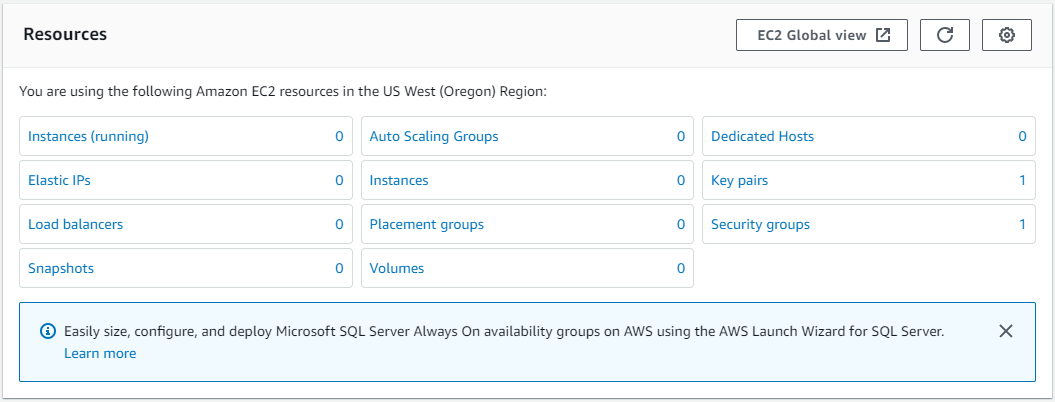 Resources
EC2 Global view
You are using the following Amazon EC2 resources in the US West (Oregon) Region:
Instances (running) 0
Auto Scaling Groups 0
Dedicated Hosts 0
Elastic IPs 0
Instances 0
Key pairs 1
Load balancers 0
Placement groups 0
Security groups 1
Snapshots 0
Volumes 0
Easily size, configure, and deploy Microsoft SQL Server Always On availability groups on AWS using the AWS Launch Wizard for SQL Server.
Learn more